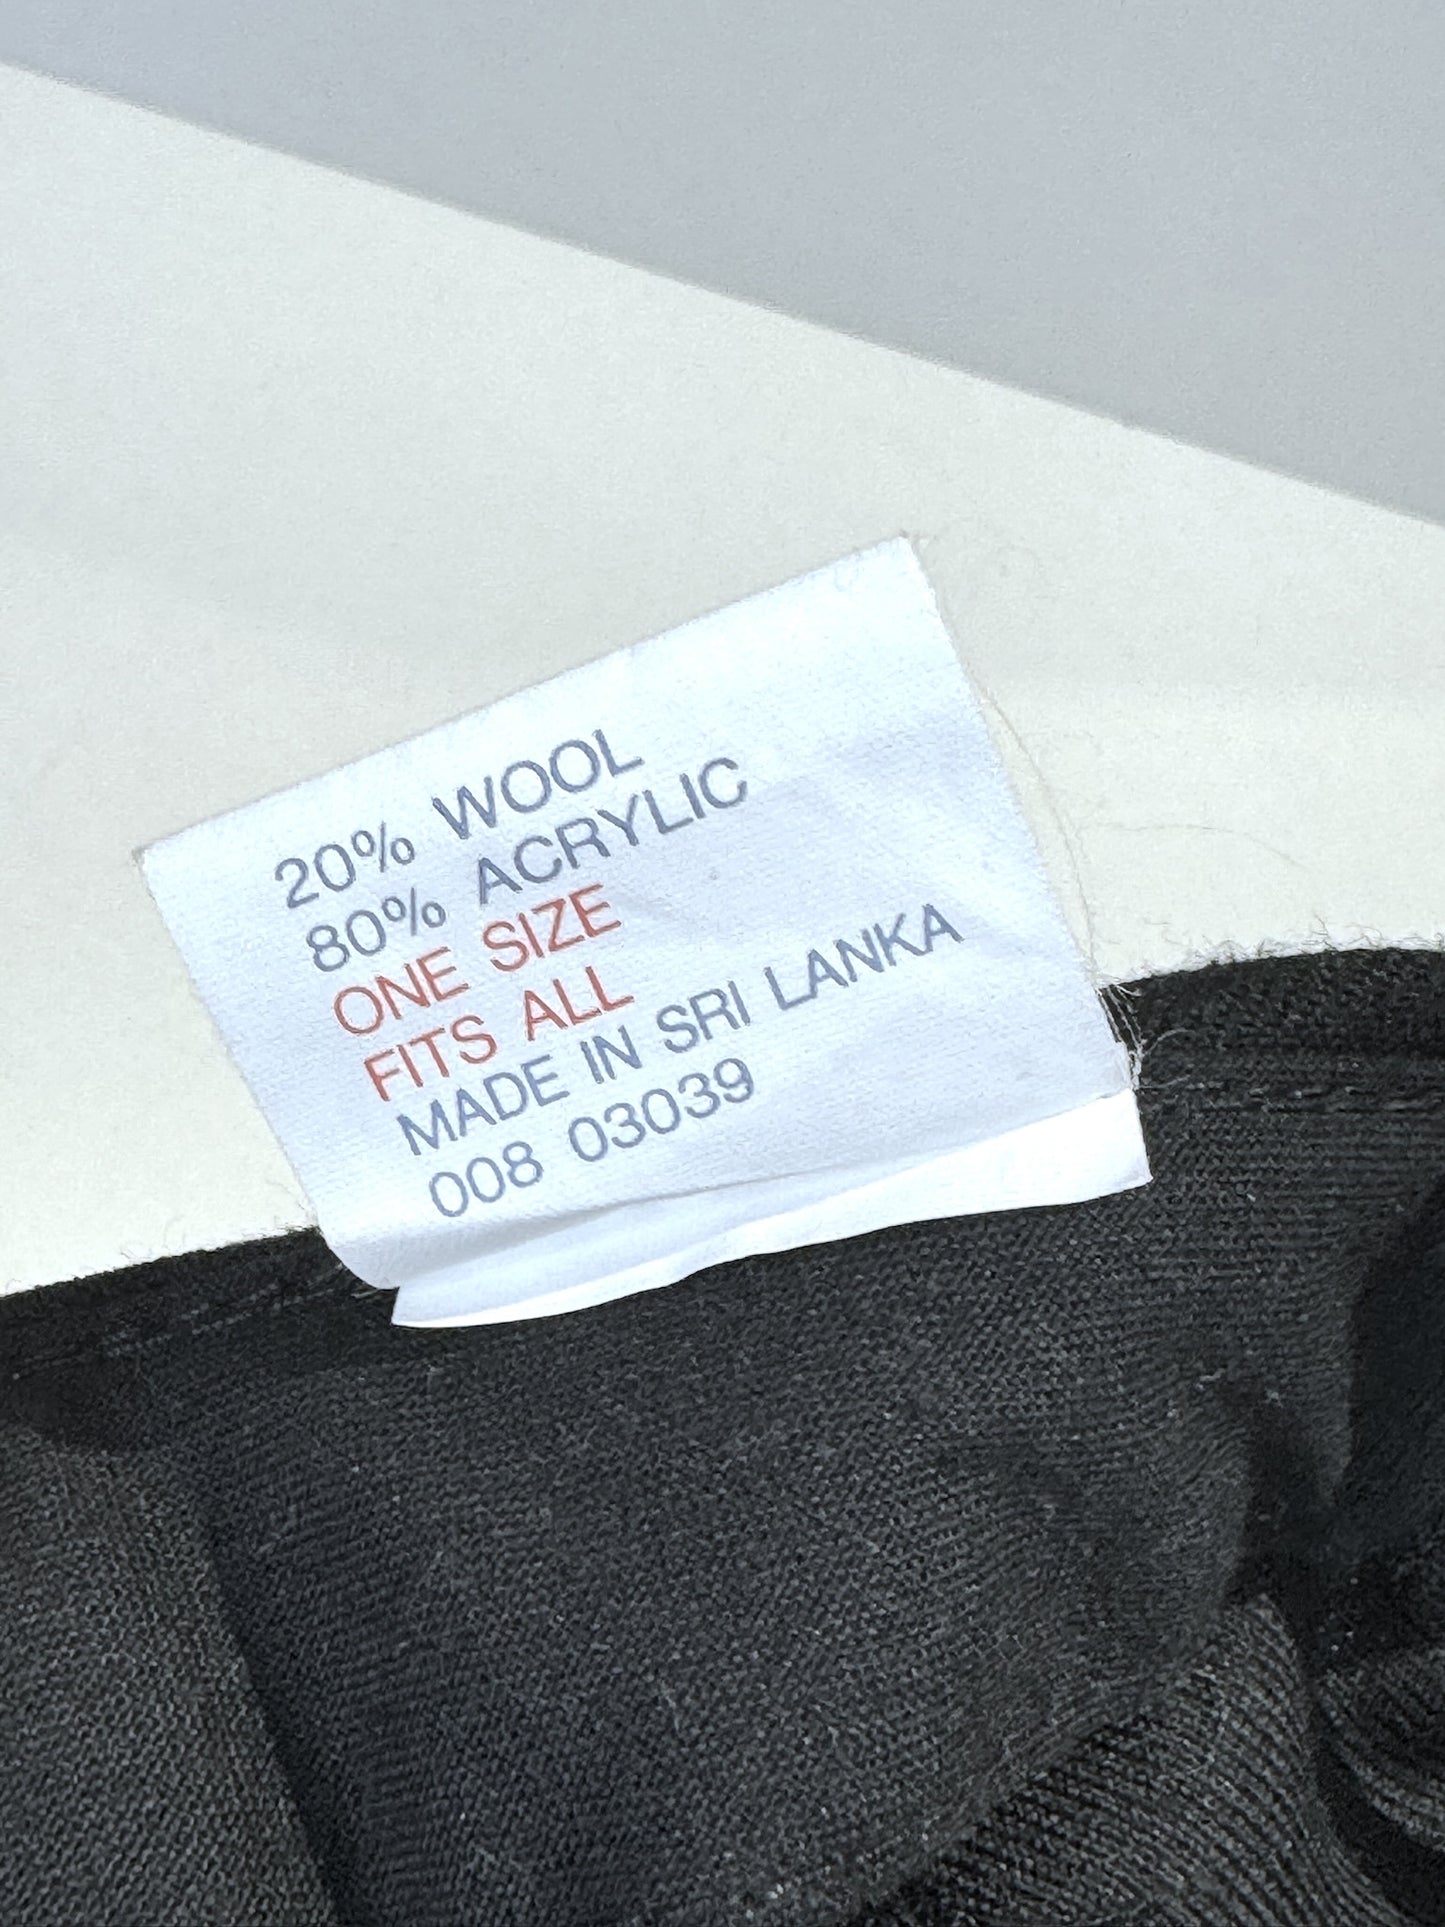 20% WOOL
80% ACRYLIC
ONE SIZE
FITS ALL
MADE IN SRI LANKA
008 03039